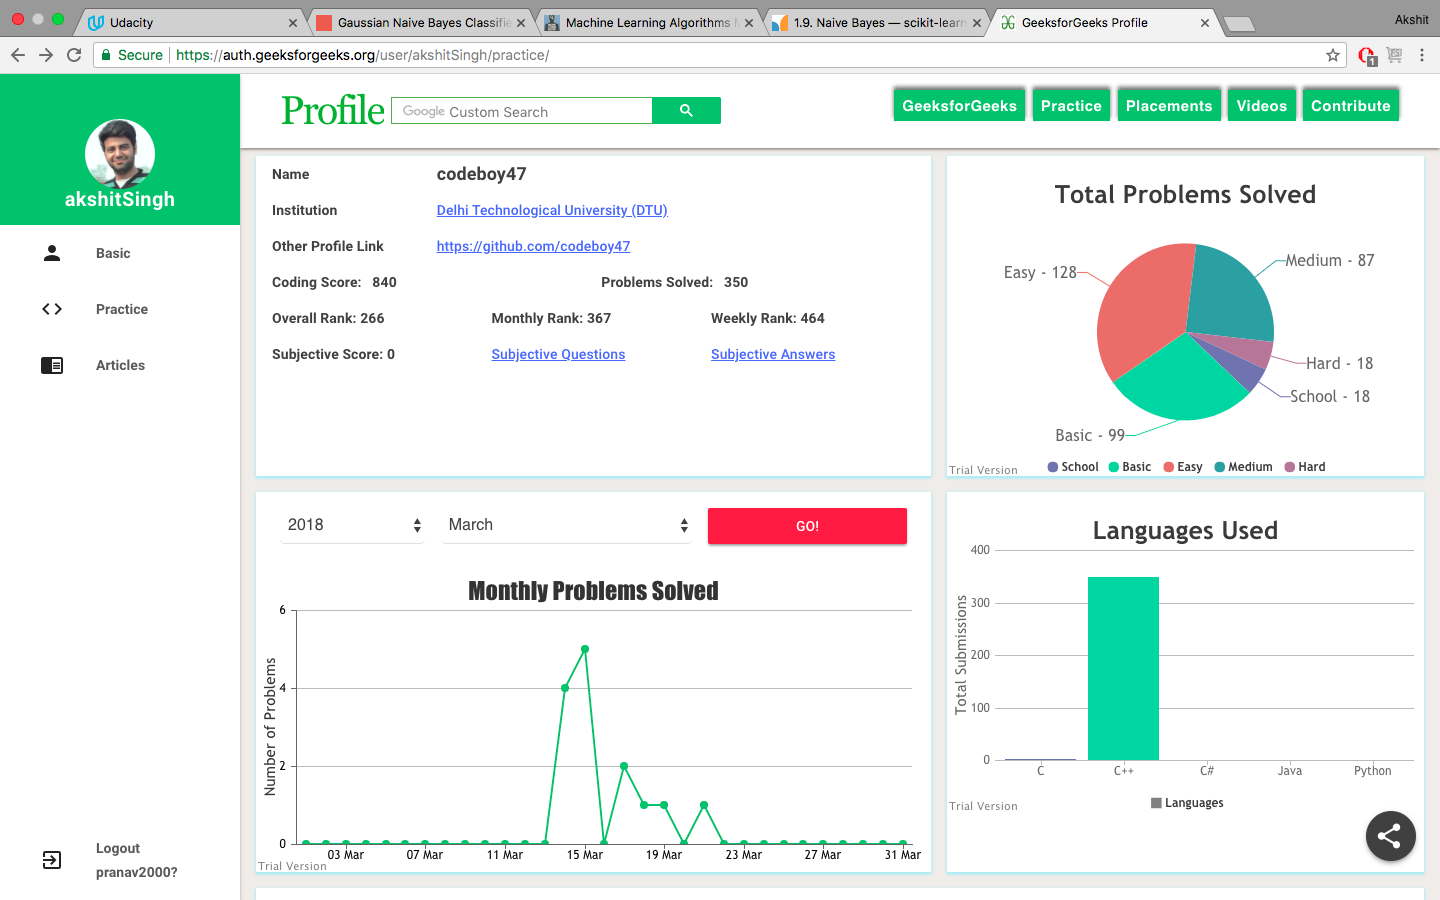 Udacity
Gaussian Naive Bayes Classifie
Machine Learning Algorithms
1.9. Naive Bayes — scikit-learn
GeeksforGeeks Profile
Akshit
Secure
https://auth.geeksforgeeks.org/user/akshitSingh/practice/
1
akshitSingh
Basic
Practice
Articles
Logout
pranav2000?
Profile
Google Custom Search
GeeksforGeeks
Practice
Placements
Videos
Contribute
Name codeboy47
Institution Delhi Technological University (DTU)
Other Profile Link https://github.com/codeboy47
Coding Score: 840 Problems Solved: 350
Overall Rank: 266 Monthly Rank: 367 Weekly Rank: 464
Subjective Score: 0 Subjective Questions Subjective Answers
Total Problems Solved
Easy - 128
Medium - 87
Hard - 18
School - 18
Basic - 99
Trial Version
School Basic Easy Medium Hard
2018 March GO!
Monthly Problems Solved
Number of Problems
6
4
2
0
03 Mar 07 Mar 11 Mar 15 Mar 19 Mar 23 Mar 27 Mar 31 Mar
Trial Version
Languages Used
Total Submissions
400
300
200
100
0
C C++ C# Java Python
Languages
Trial Version